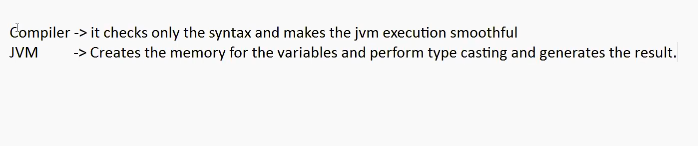 Compiler -> it checks only the syntax and makes the jvm execution smoothful
JVM -> Creates the memory for the variables and perform type casting and generates the result.